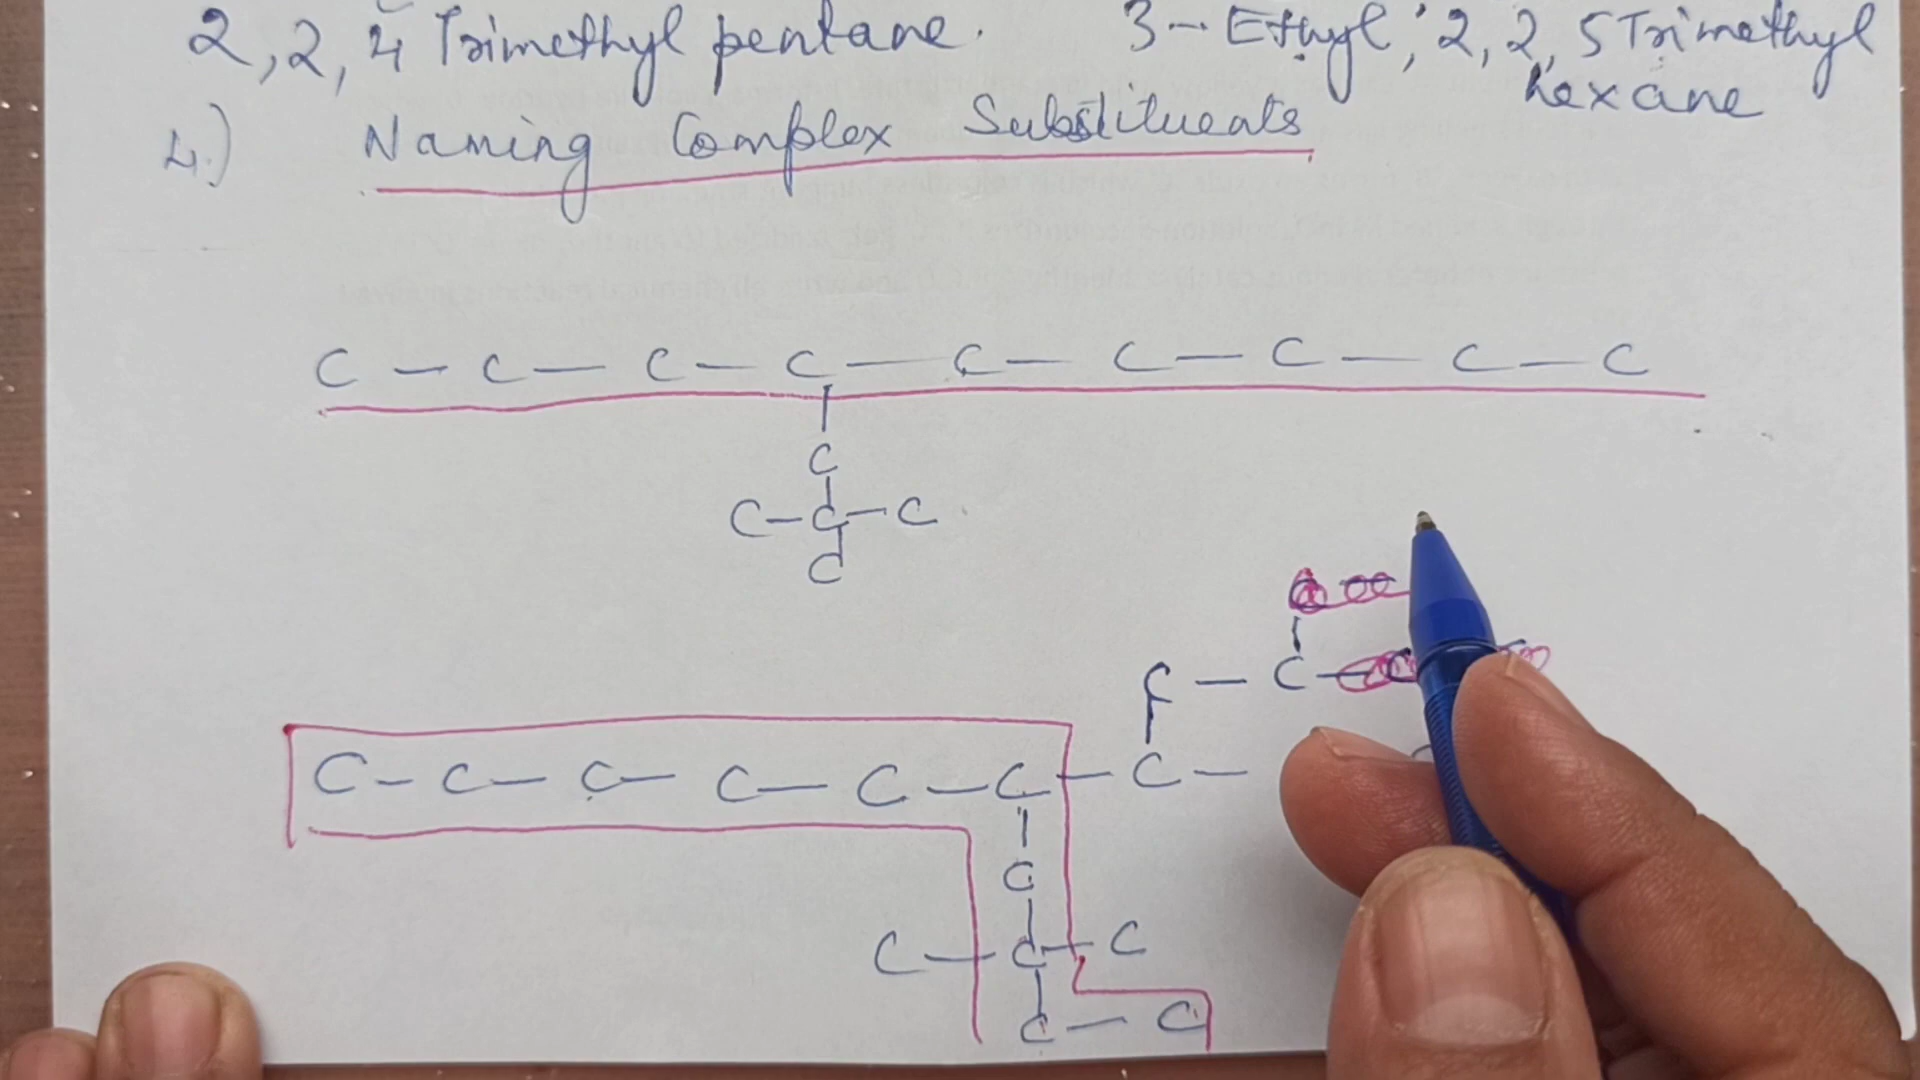 2,2,4 Trimethyl pentane. 3-Ethyl, 2,2,5 Trimethyl
hexane
4.) Naming Complex Substituents
C - C - C - C - C - C - C - C - C
C
C - C - C
C
C - C
C - C - C - C - C - C - C -
C
C - C - C
C - C